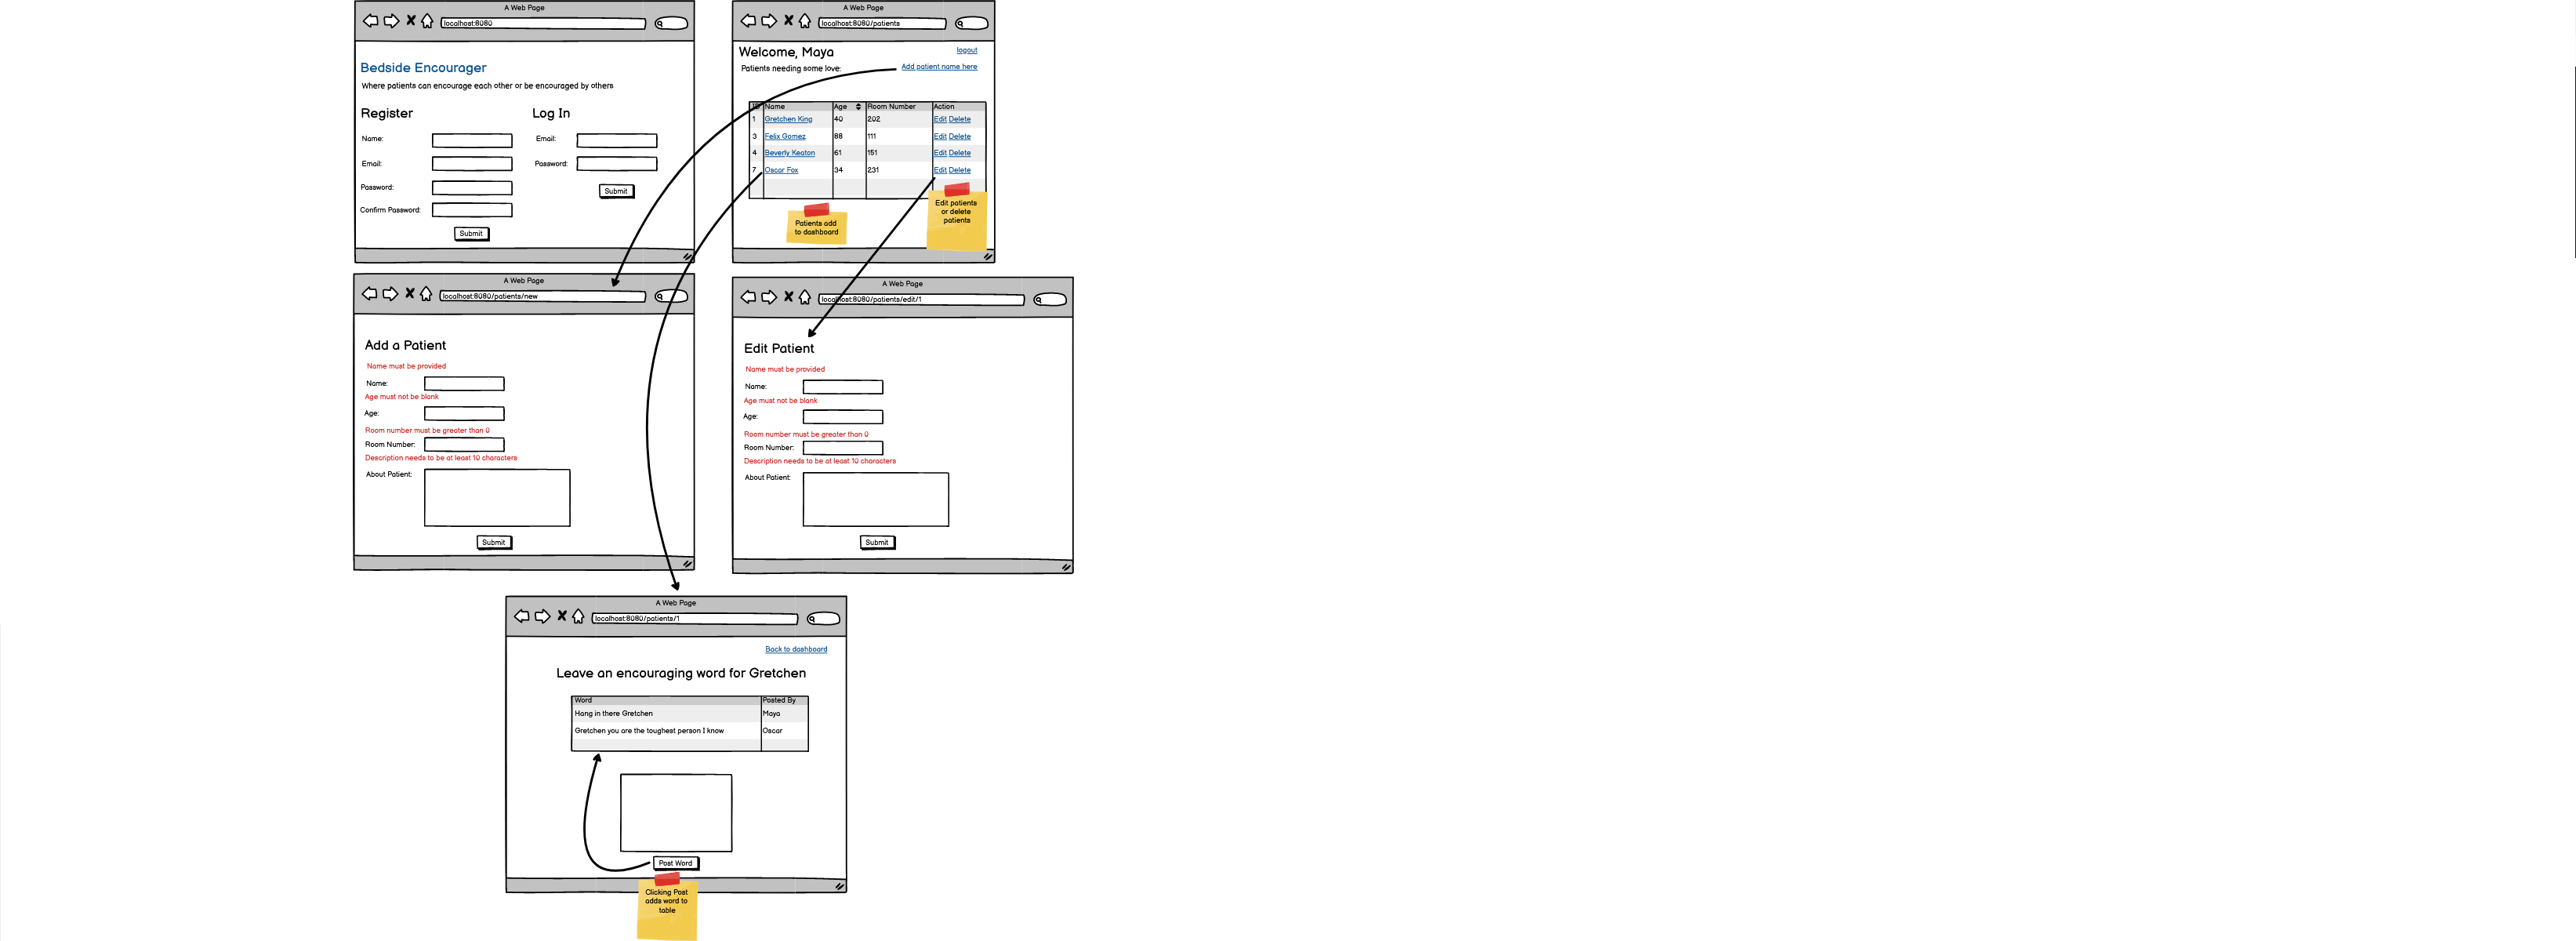 A Web Page
localhost:8080
Bedside Encourager
Where patients can encourage each other or be encouraged by others
Register
Log In
Name:
Email:
Email:
Password:
Password:
Submit
Confirm Password:
Submit
A Web Page
localhost:8080/patients
Welcome, Maya
logout
Patients needing some love:
Add patient name here
ID Name Age Room Number Action
1 Gretchen King 40 202 Edit Delete
3 Felix Gomez 88 111 Edit Delete
4 Beverly Keaton 61 151 Edit Delete
7 Oscar Fox 34 231 Edit Delete
Patients add
to dashboard
Edit patients
or delete
patients
A Web Page
localhost:8080/patients/new
Add a Patient
Name must be provided
Name:
Age must not be blank
Age:
Room number must be greater than 0
Room Number:
Description needs to be at least 10 characters
About Patient:
Submit
A Web Page
localhost:8080/patients/edit/1
Edit Patient
Name must be provided
Name:
Age must not be blank
Age:
Room number must be greater than 0
Room Number:
Description needs to be at least 10 characters
About Patient:
Submit
A Web Page
localhost:8080/patients/1
Back to dashboard
Leave an encouraging word for Gretchen
Word Posted By
Hang in there Gretchen Maya
Gretchen you are the toughest person I know Oscar
Post Word
Clicking Post
adds word to
table